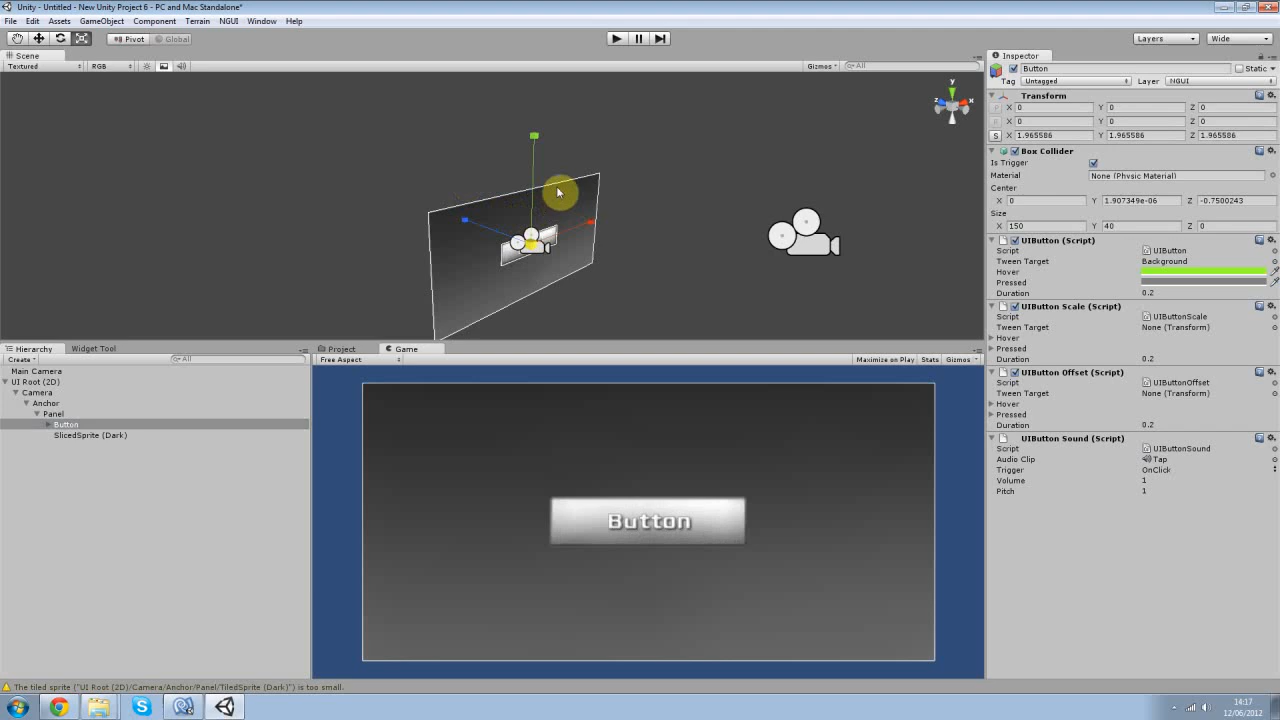 Unity - Untitled - New Unity Project 6 - PC and Mac Standalone*
File Edit Assets GameObject Component Terrain NGUI Window Help
Pivot Global Layers Wide
Scene
Textured RGB Gizmos All
y
z x
Hierarchy Widget Tool
Create All
Main Camera
UI Root (2D)
Camera
Anchor
Panel
Button
SlicedSprite (Dark)
Project Game
Free Aspect Maximize on Play Stats Gizmos
Button
Inspector
Button Static
Tag Untagged Layer NGUI
Transform
P X 0 Y 0 Z 0
R X 0 Y 0 Z 0
S X 1.965586 Y 1.965586 Z 1.965586
Box Collider
Is Trigger
Material None (Physic Material)
Center
X 0 Y 1.907349e-06 Z -0.7500243
Size
X 150 Y 40 Z 0
UIButton (Script)
Script UIButton
Tween Target Background
Hover
Pressed
Duration 0.2
UIButton Scale (Script)
Script UIButtonScale
Tween Target None (Transform)
Hover
Pressed
Duration 0.2
UIButton Offset (Script)
Script UIButtonOffset
Tween Target None (Transform)
Hover
Pressed
Duration 0.2
UIButton Sound (Script)
Script UIButtonSound
Audio Clip Tap
Trigger OnClick
Volume 1
Pitch 1
The tiled sprite ("UI Root (2D)/Camera/Anchor/Panel/TiledSprite (Dark)") is too small.
14:17
12/06/2012